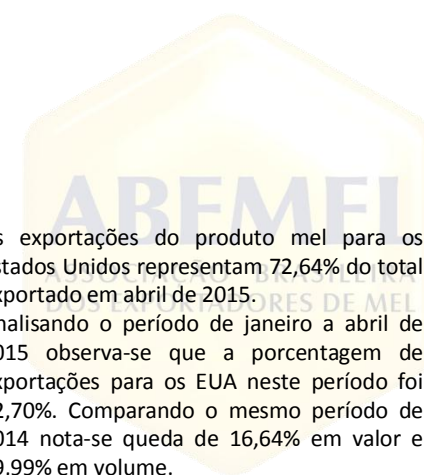 ABEMEL
ASSOCIAÇÃO BRASILEIRA
DOS EXPORTADORES DE MEL
s exportações do produto mel para os
stados Unidos representam 72,64% do total
xportado em abril de 2015.
nalisando o período de janeiro a abril de
015 observa-se que a porcentagem de
xportações para os EUA neste período foi
2,70%. Comparando o mesmo período de
014 nota-se queda de 16,64% em valor e
9,99% em volume.